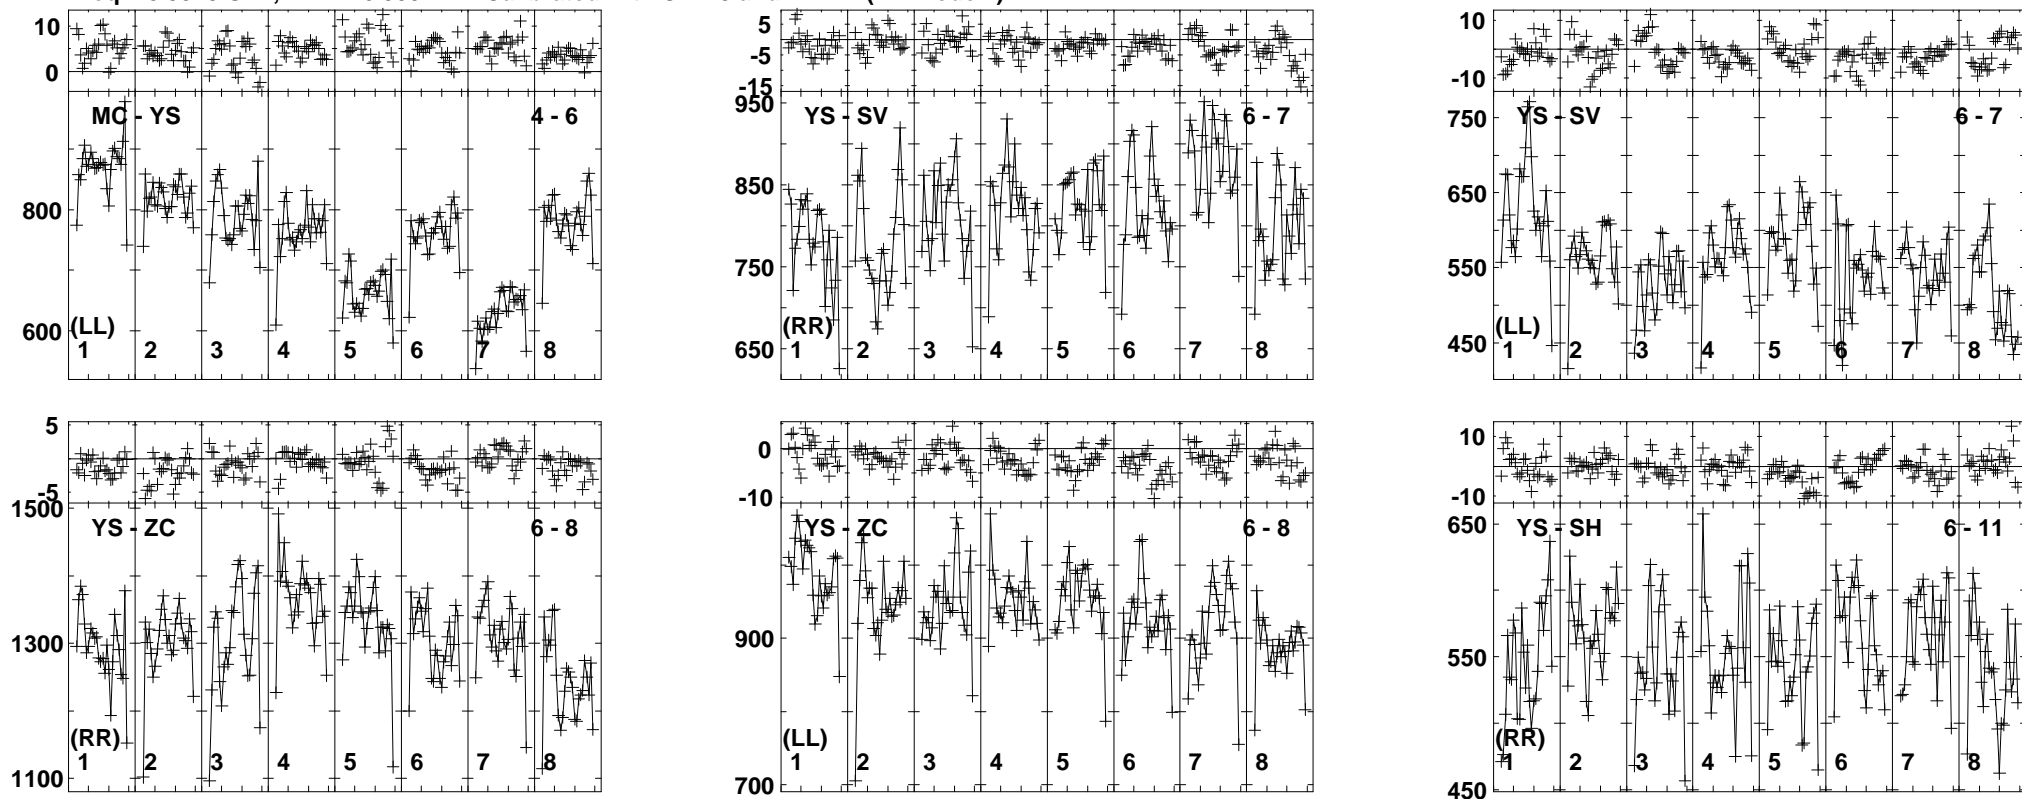 10
0
MC - YS
4 - 6
800
600
(LL)
1 2 3 4 5 6 7 8
5
-5
-15
950
YS - SV
6 - 7
850
750
650
(RR)
1 2 3 4 5 6 7 8
10
-10
750
YS - SV
6 - 7
650
550
450
(LL)
1 2 3 4 5 6 7 8
5
-5
1500
YS - ZC
6 - 8
1300
1100
(RR)
1 2 3 4 5 6 7 8
0
-10
YS - ZC
6 - 8
900
700
(LL)
1 2 3 4 5 6 7 8
10
-10
650
YS - SH
6 - 11
550
450
(RR)
1 2 3 4 5 6 7 8